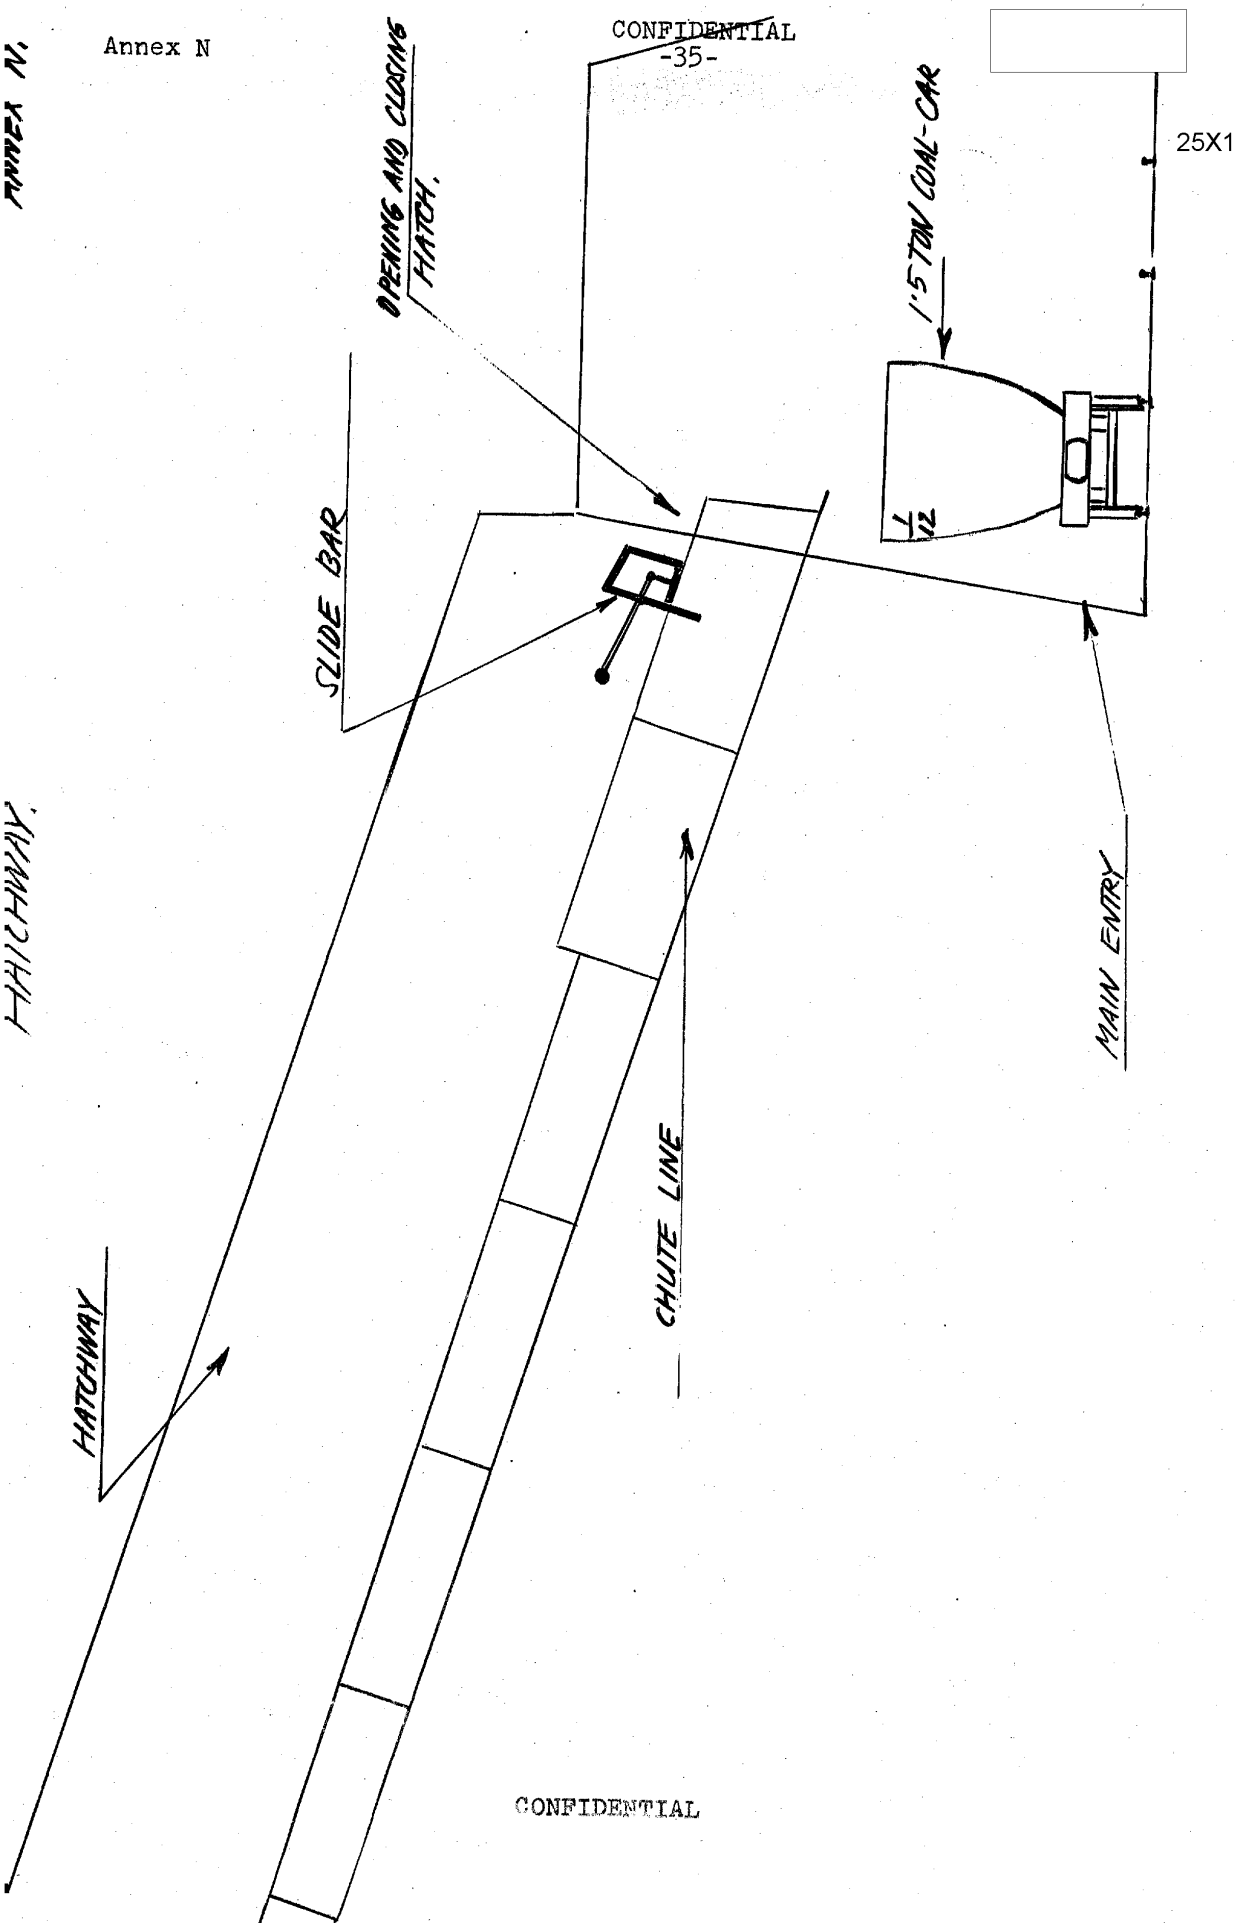 Annex N
CONFIDENTIAL
-35-
25X1
ANNEX N.
HATCHWAY.
OPENING AND CLOSING
HATCH.
1.5 TON COAL-CAR
1
12
SLIDE BAR
MAIN ENTRY
CHUTE LINE
HATCHWAY
CONFIDENTIAL